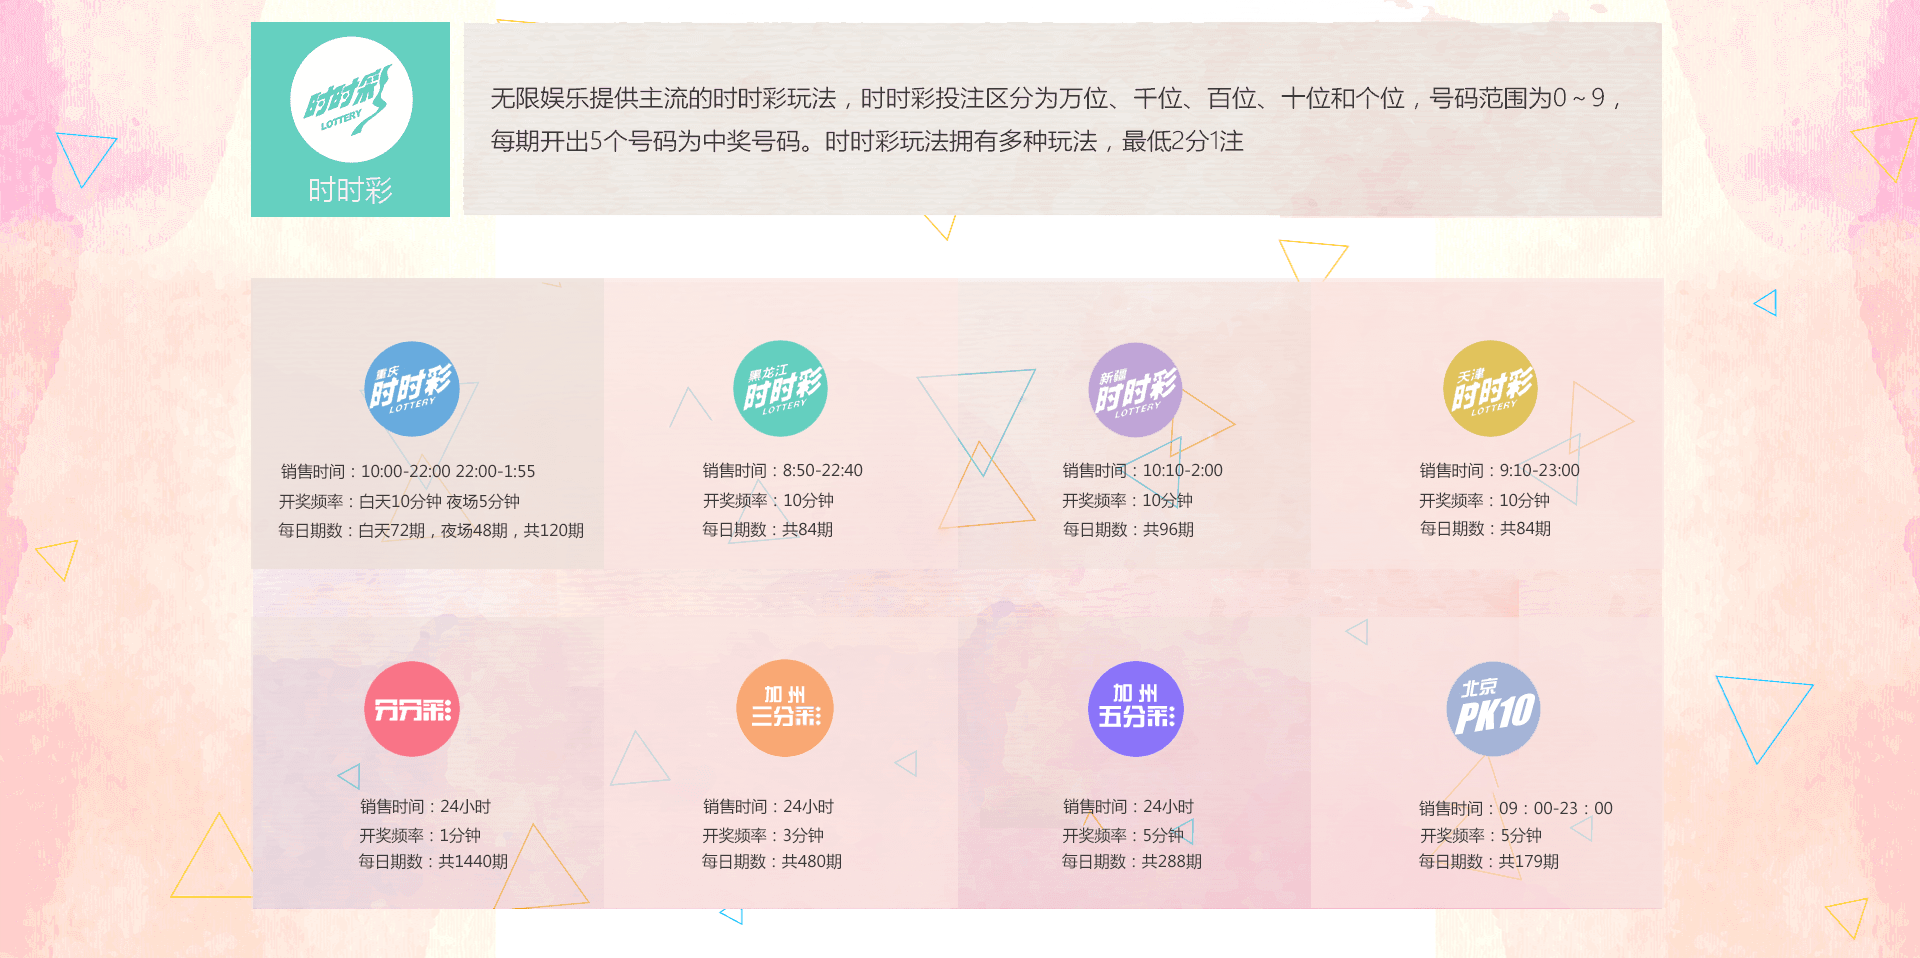 时时彩
LOTTERY
时时彩
无限娱乐提供主流的时时彩玩法，时时彩投注区分为万位、千位、百位、十位和个位，号码范围为0～9，
每期开出5个号码为中奖号码。时时彩玩法拥有多种玩法，最低2分1注
重庆
时时彩
LOTTERY
销售时间：10:00-22:00 22:00-1:55
开奖频率：白天10分钟 夜场5分钟
每日期数：白天72期，夜场48期，共120期
黑龙江
时时彩
LOTTERY
销售时间：8:50-22:40
开奖频率：10分钟
每日期数：共84期
新疆
时时彩
LOTTERY
销售时间：10:10-2:00
开奖频率：10分钟
每日期数：共96期
天津
时时彩
LOTTERY
销售时间：9:10-23:00
开奖频率：10分钟
每日期数：共84期
分分彩
销售时间：24小时
开奖频率：1分钟
每日期数：共1440期
加州
三分彩
销售时间：24小时
开奖频率：3分钟
每日期数：共480期
加州
五分彩
销售时间：24小时
开奖频率：5分钟
每日期数：共288期
北京
PK10
销售时间：09：00-23：00
开奖频率：5分钟
每日期数：共179期